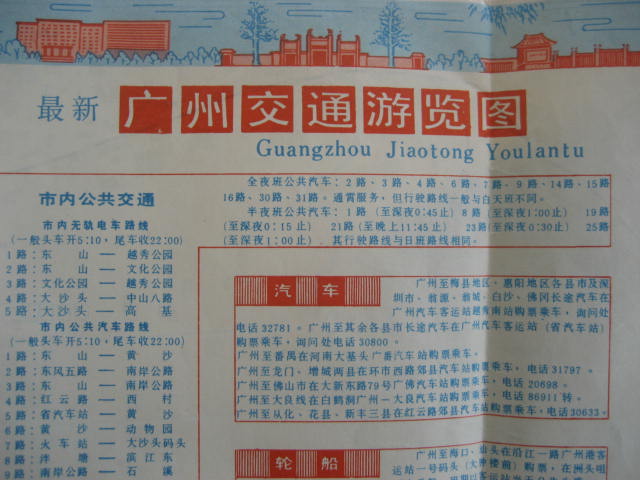 最新 广州交通游览图
Guangzhou Jiaotong Youlantu
市内公共交通
市内无轨电车路线
(一般头车开5:10，尾车收22:00)
1路：东 山——越秀公园
2路：东 山——文化公园
3路：文化公园——越秀公园
4路：大沙头——中山八路
5路：大沙头——高 基
市内公共汽车路线
(一般头车开5:10，尾车收22:00)
1路：东 山——黄 沙
2路：东风五路——南岸公路
3路：东 山——南岸公路
4路：红云路——西 村
5路：省汽车站——黄 沙
6路：黄 沙——动物园
7路：火车站——大沙头码头
8路：泮 塘——滨江东
9路：南岸公路——石 溪
全夜班公共汽车：2路、3路、4路、6路、7路、9路、14路、15路
16路、30路、31路。通宵服务，但行驶路线一般与白天班不同。
半夜班公共汽车：1路(至深夜0:45止) 8路(至深夜1:00止) 19路
(至深夜0:15止) 21路(至晚上11:45止) 23路(至深夜0:30止) 25路
(至深夜1:00止)．其行驶路线与日班路线相同。
汽车
广州至梅县地区、惠阳地区各县市及深
圳市、翁源、翁城、白沙、佛冈长途汽车在
广州汽车客运站越秀南站购票乘车，询问处
电话32781。广州至其余各县市长途汽车在广州汽车客运站（省汽车站）
购票乘车，询问处电话30800．
广州至番禺在河南大基头广番汽车站购票乘车。
广州至龙门、增城两县在环市西路郊县汽车站购票乘车，电话31797．
广州至佛山市在大新东路79号广佛汽车站购票乘车，电话20698．
广州至大良线在白鹤洞广州一大良汽车站购票乘车，电话86911转．
广州至从化、花县、新丰三县在红云路郊县汽车站购票乘车，电话30633．
轮船
广州至海口、汕头在沿江一路广州港客
运站一号码头（大钟楼前）购票，在洲头咀